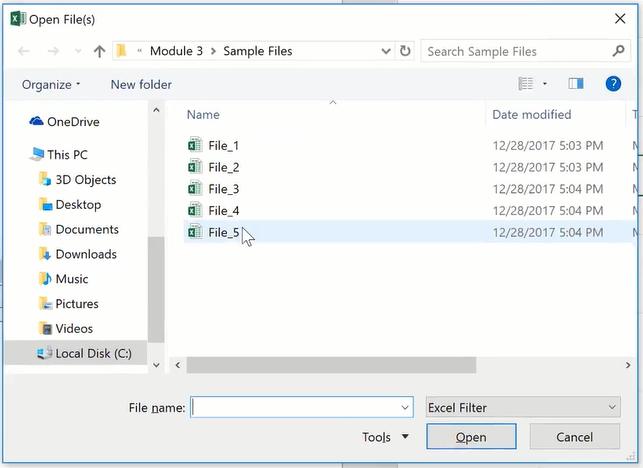 Open File(s)
« Module 3 > Sample Files
Search Sample Files
Organize
New folder
Name
Date modified
T
OneDrive
This PC
3D Objects
Desktop
Documents
Downloads
Music
Pictures
Videos
Local Disk (C:)
File_1 12/28/2017 5:03 PM M
File_2 12/28/2017 5:03 PM M
File_3 12/28/2017 5:04 PM M
File_4 12/28/2017 5:04 PM M
File_5 12/28/2017 5:04 PM M
File name:
Excel Filter
Tools
Open
Cancel